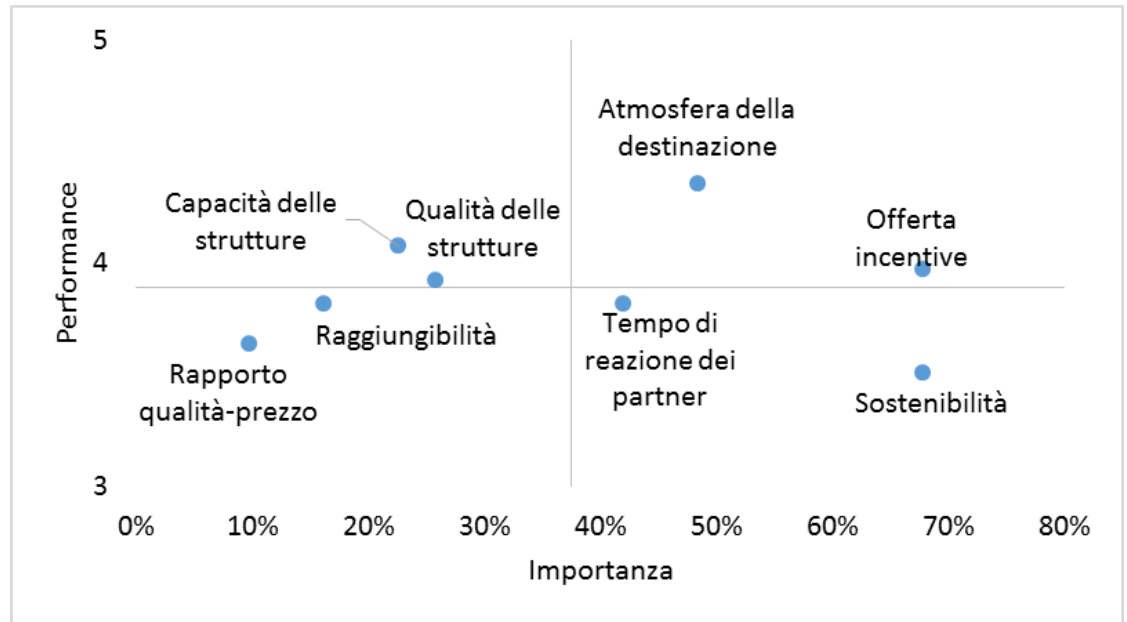 5
Atmosfera della
destinazione
Capacità delle
strutture
Qualità delle
strutture
Offerta
incentive
4
Performance
Raggiungibilità
Tempo di
reazione dei
partner
Rapporto
qualità-prezzo
Sostenibilità
3
0% 10% 20% 30% 40% 50% 60% 70% 80%
Importanza